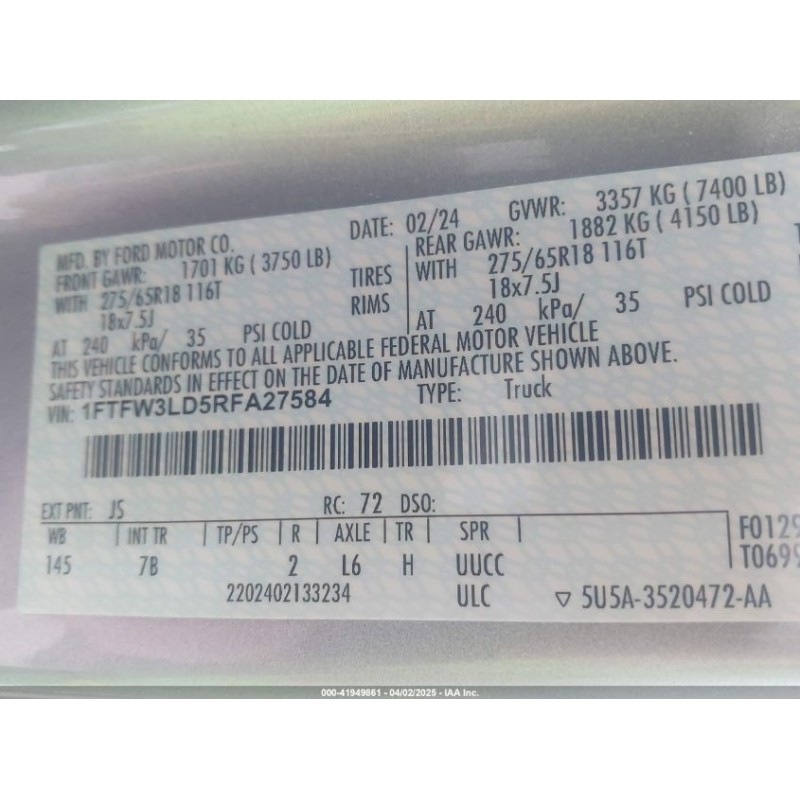 MFD. BY FORD MOTOR CO.
DATE: 02/24 GVWR: 3357 KG ( 7400 LB)
FRONT GAWR: 1701 KG ( 3750 LB) REAR GAWR: 1882 KG ( 4150 LB)
WITH 275/65R18 116T TIRES WITH 275/65R18 116T
18x7.5J RIMS 18x7.5J
AT 240 kPa/ 35 PSI COLD AT 240 kPa/ 35 PSI COLD
THIS VEHICLE CONFORMS TO ALL APPLICABLE FEDERAL MOTOR VEHICLE
SAFETY STANDARDS IN EFFECT ON THE DATE OF MANUFACTURE SHOWN ABOVE.
VIN: 1FTFW3LD5RFA27584 TYPE: Truck
EXT PNT: JS RC: 72 DSO:
WB INT TR TP/PS R AXLE TR SPR F0129
145 7B 2 L6 H UUCC T0699
2202402133234 ULC ▽ 5U5A-3520472-AA
000-41949861 - 04/02/2025 - IAA Inc.